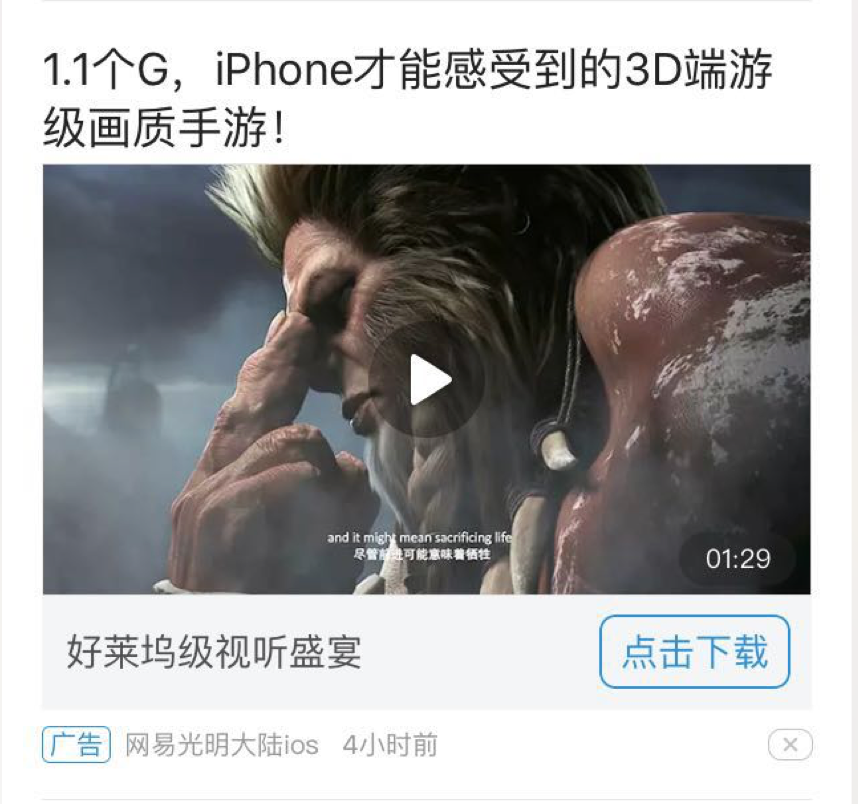 1.1个G，iPhone才能感受到的3D端游
级画质手游！
and it might mean sacrificing life
尽管前进可能意味着牺牲
01:29
好莱坞级视听盛宴
点击下载
广告 网易光明大陆ios 4小时前